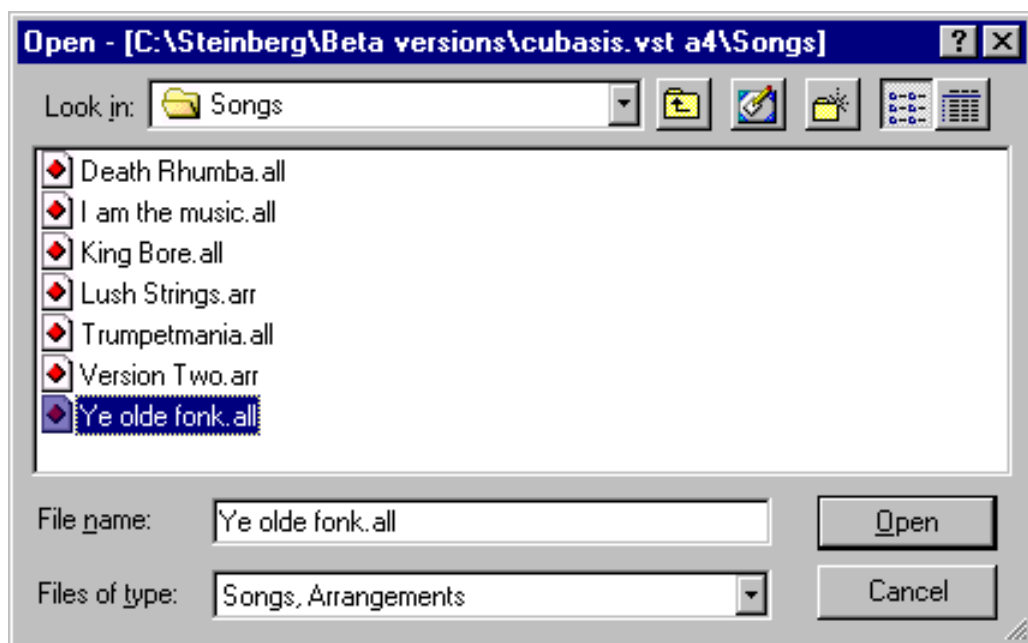 Open - [C:\Steinberg\Beta versions\cubasis.vst a4\Songs]
Look in: Songs
Death Rhumba.all
I am the music.all
King Bore.all
Lush Strings.arr
Trumpetmania.all
Version Two.arr
Ye olde fonk.all
File name: Ye olde fonk.all Open
Files of type: Songs, Arrangements Cancel